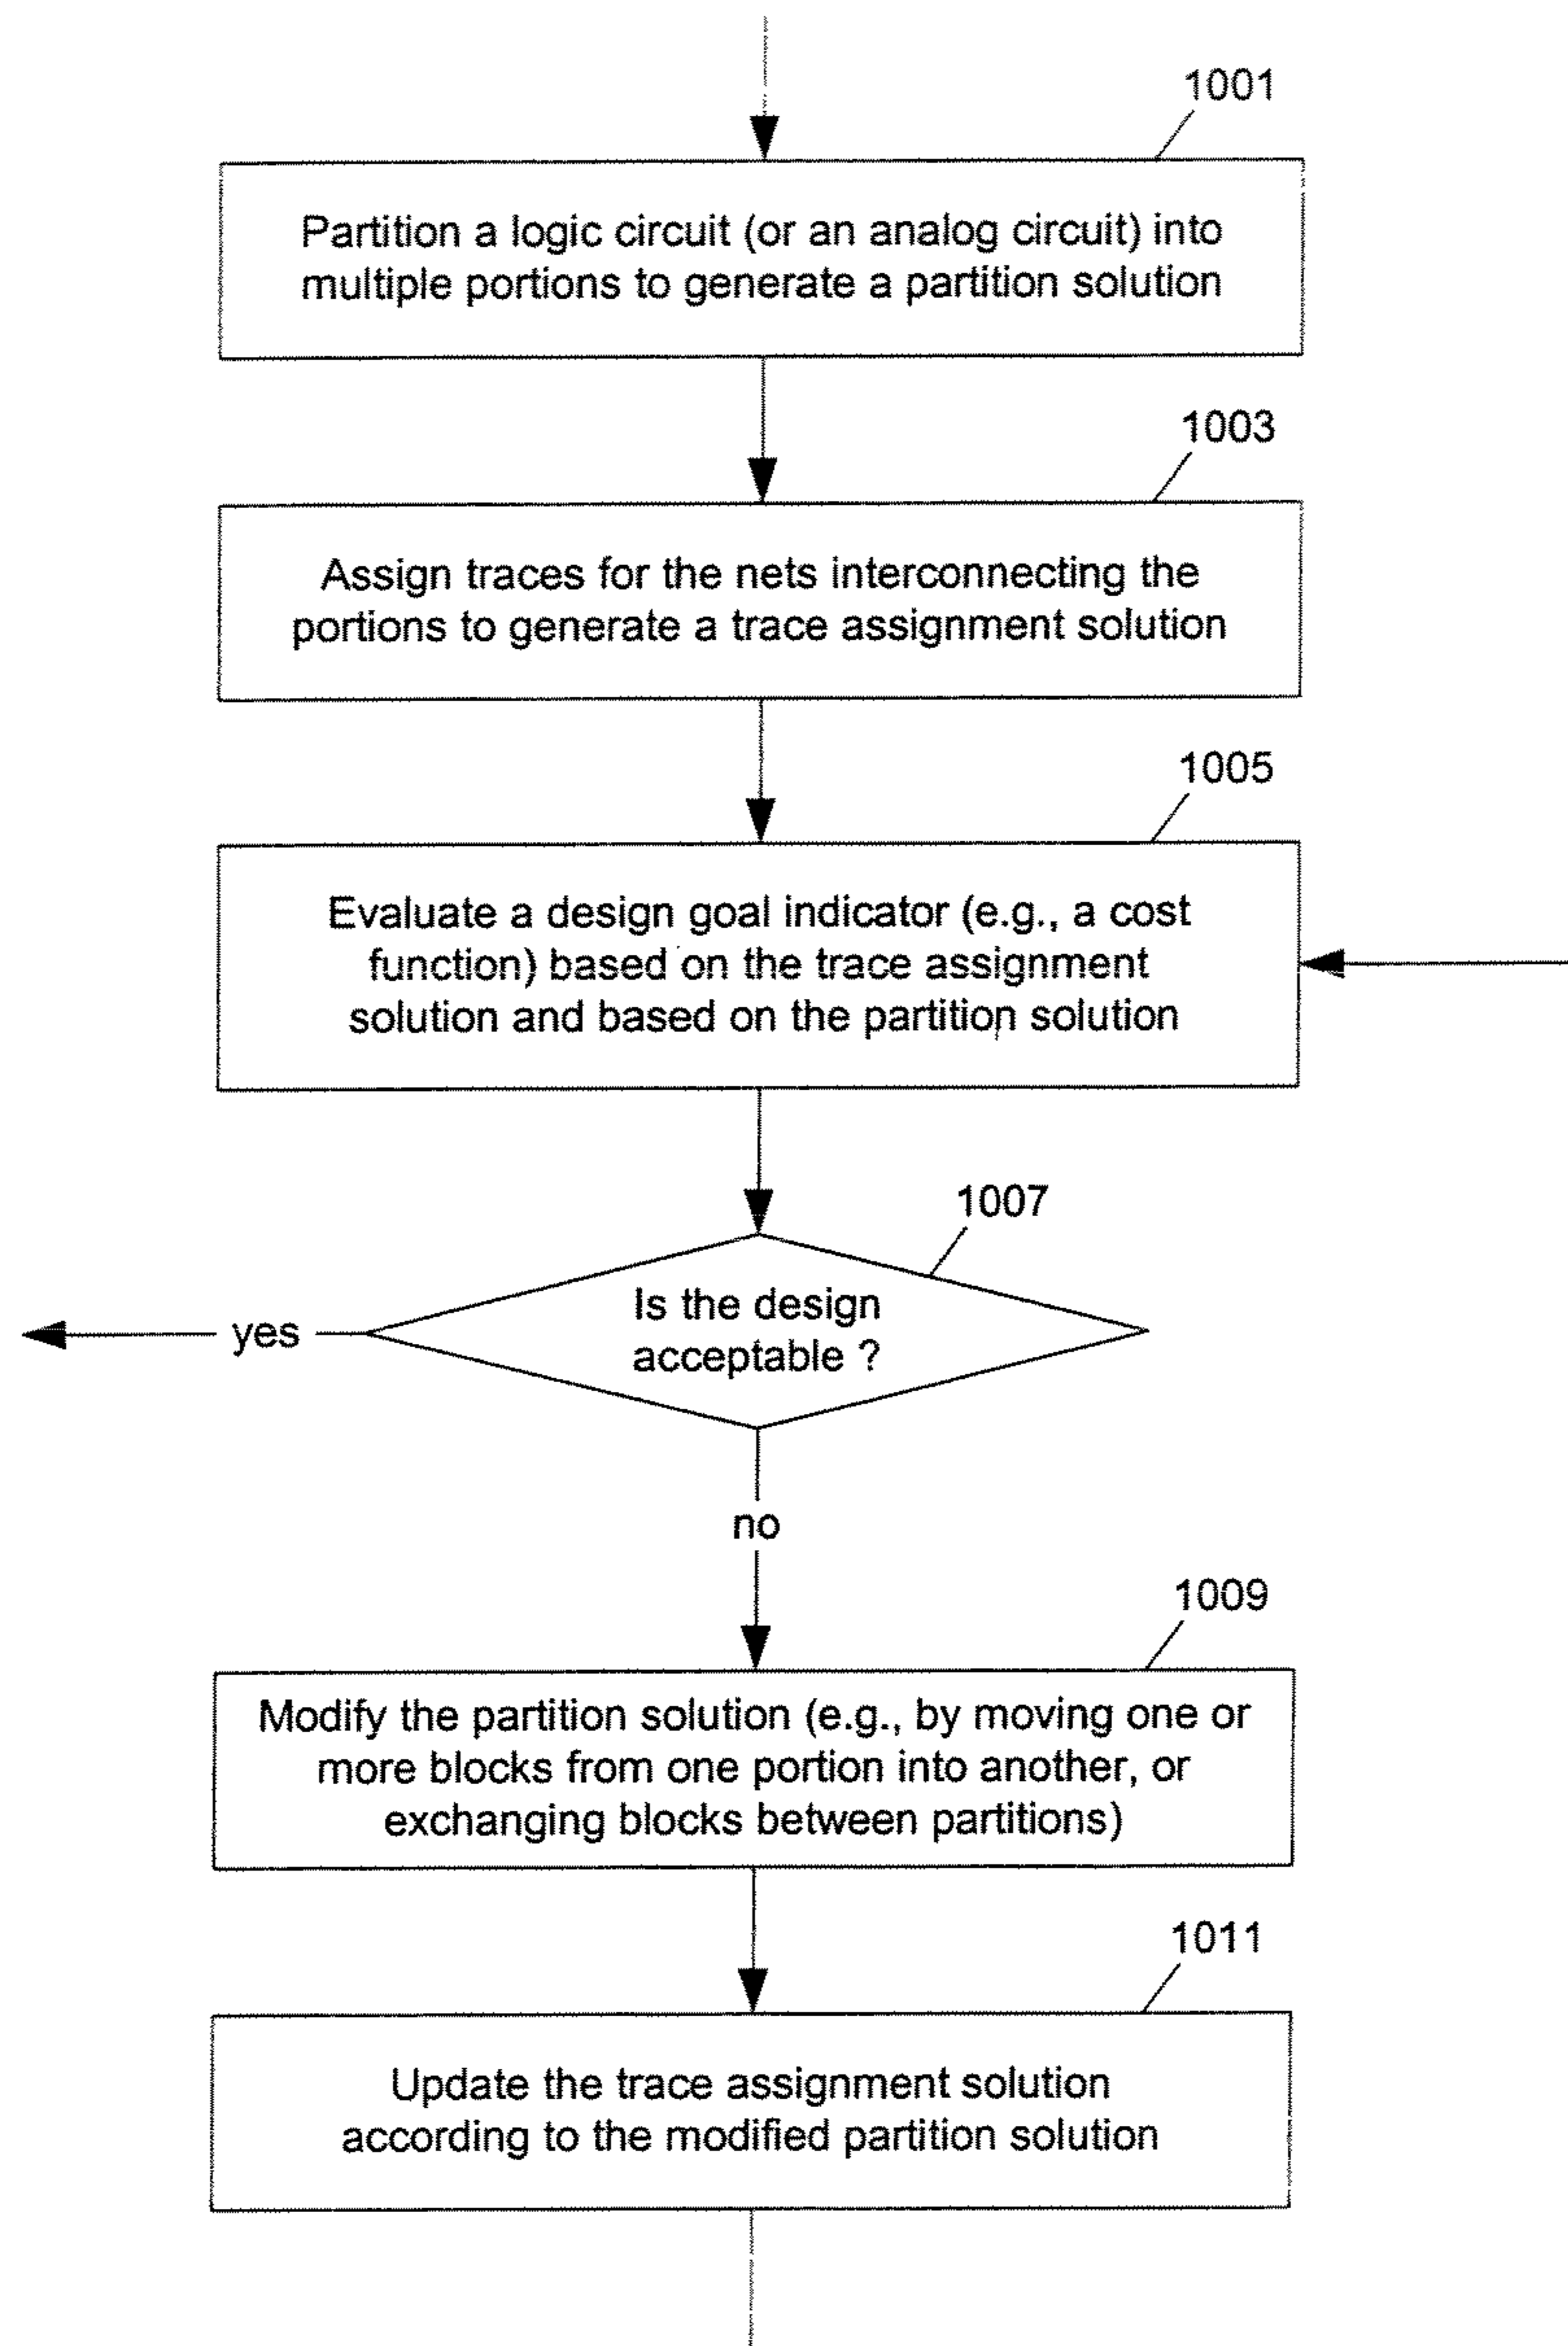 1001
Partition a logic circuit (or an analog circuit) into
multiple portions to generate a partition solution
1003
Assign traces for the nets interconnecting the
portions to generate a trace assignment solution
1005
Evaluate a design goal indicator (e.g., a cost
function) based on the trace assignment
solution and based on the partition solution
1007
Is the design
acceptable ?
yes
no
1009
Modify the partition solution (e.g., by moving one or
more blocks from one portion into another, or
exchanging blocks between partitions)
1011
Update the trace assignment solution
according to the modified partition solution